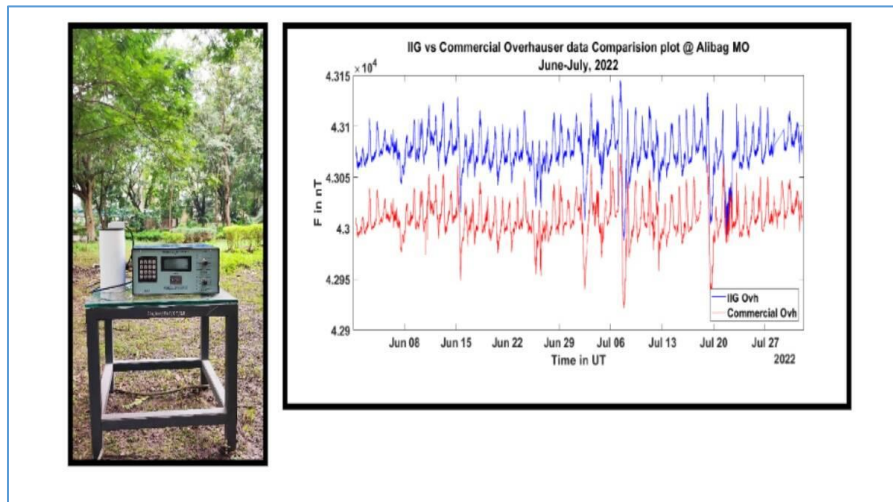 IIG vs Commercial Overhauser data Comparision plot @ Alibag MO
June-July, 2022
×10⁴
4.315
4.31
4.305
4.3
4.295
4.29
F in nT
IIG Ovh
Commercial Ovh
Jun 08 Jun 15 Jun 22 Jun 29 Jul 06 Jul 13 Jul 20 Jul 27
Time in UT
2022